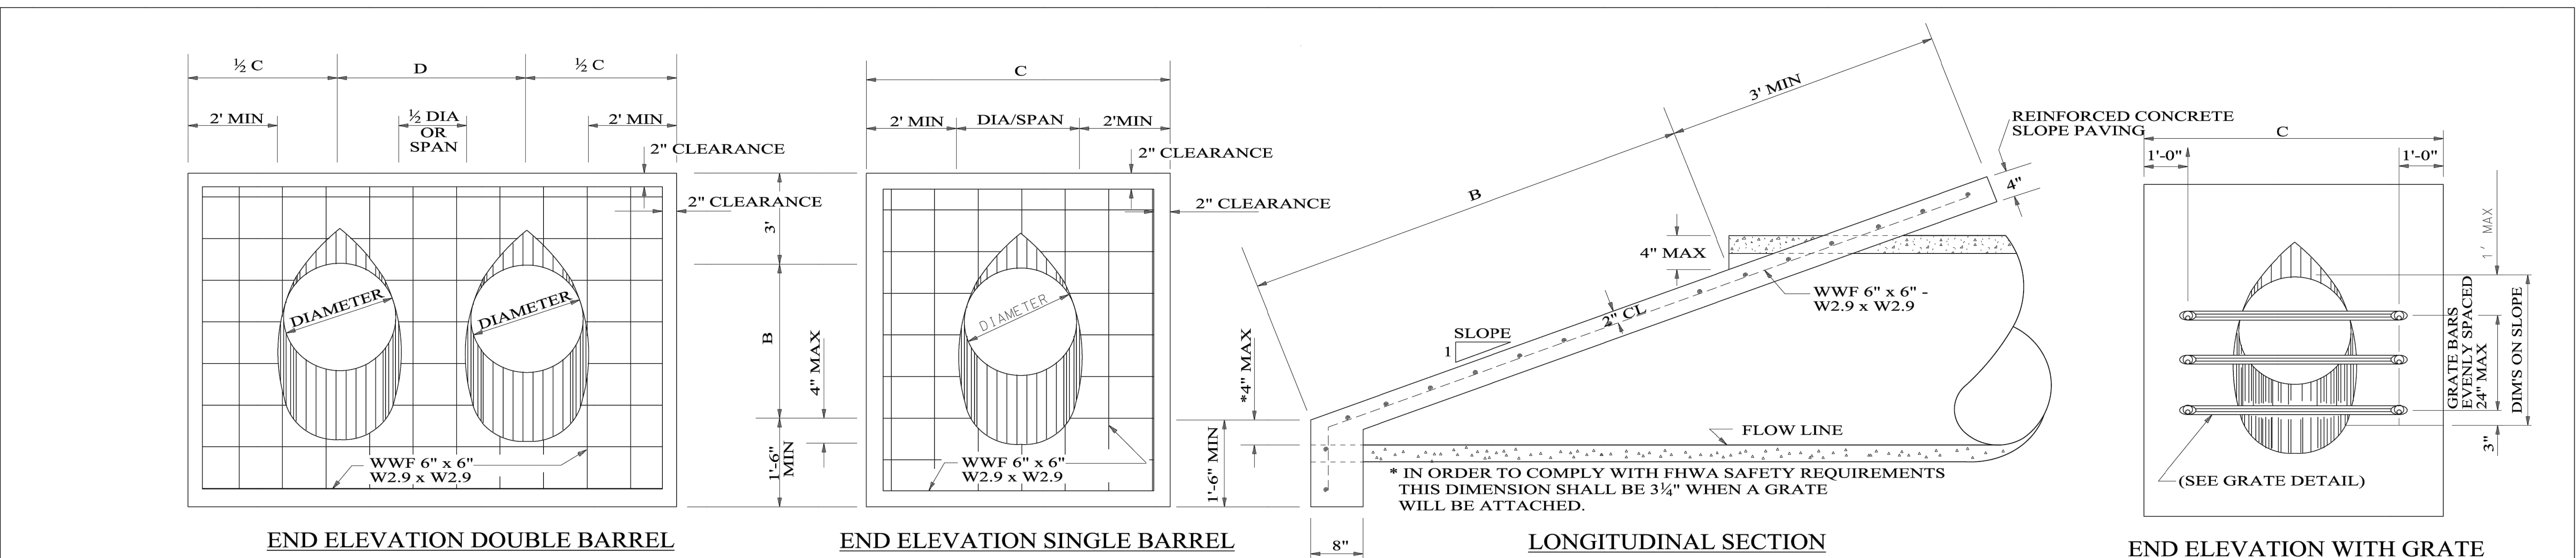 ½ C
D
½ C
2' MIN
½ DIA
OR
SPAN
2' MIN
2" CLEARANCE
2" CLEARANCE
DIAMETER
DIAMETER
3'
B
4" MAX
1'-6"
MIN
WWF 6" x 6"
W2.9 x W2.9
END ELEVATION DOUBLE BARREL
C
2' MIN
DIA/SPAN
2'MIN
2" CLEARANCE
2" CLEARANCE
DIAMETER
WWF 6" x 6"
W2.9 x W2.9
END ELEVATION SINGLE BARREL
B
3' MIN
REINFORCED CONCRETE
SLOPE PAVING
4"
4" MAX
WWF 6" x 6" -
W2.9 x W2.9
2" CL
SLOPE
1
*4" MAX
1'-6" MIN
FLOW LINE
* IN ORDER TO COMPLY WITH FHWA SAFETY REQUIREMENTS
THIS DIMENSION SHALL BE 3¼" WHEN A GRATE
WILL BE ATTACHED.
8"
LONGITUDINAL SECTION
C
1'-0"
1'-0"
1' MAX
GRATE BARS
EVENLY SPACED
24" MAX
DIM'S ON SLOPE
3"
(SEE GRATE DETAIL)
END ELEVATION WITH GRATE